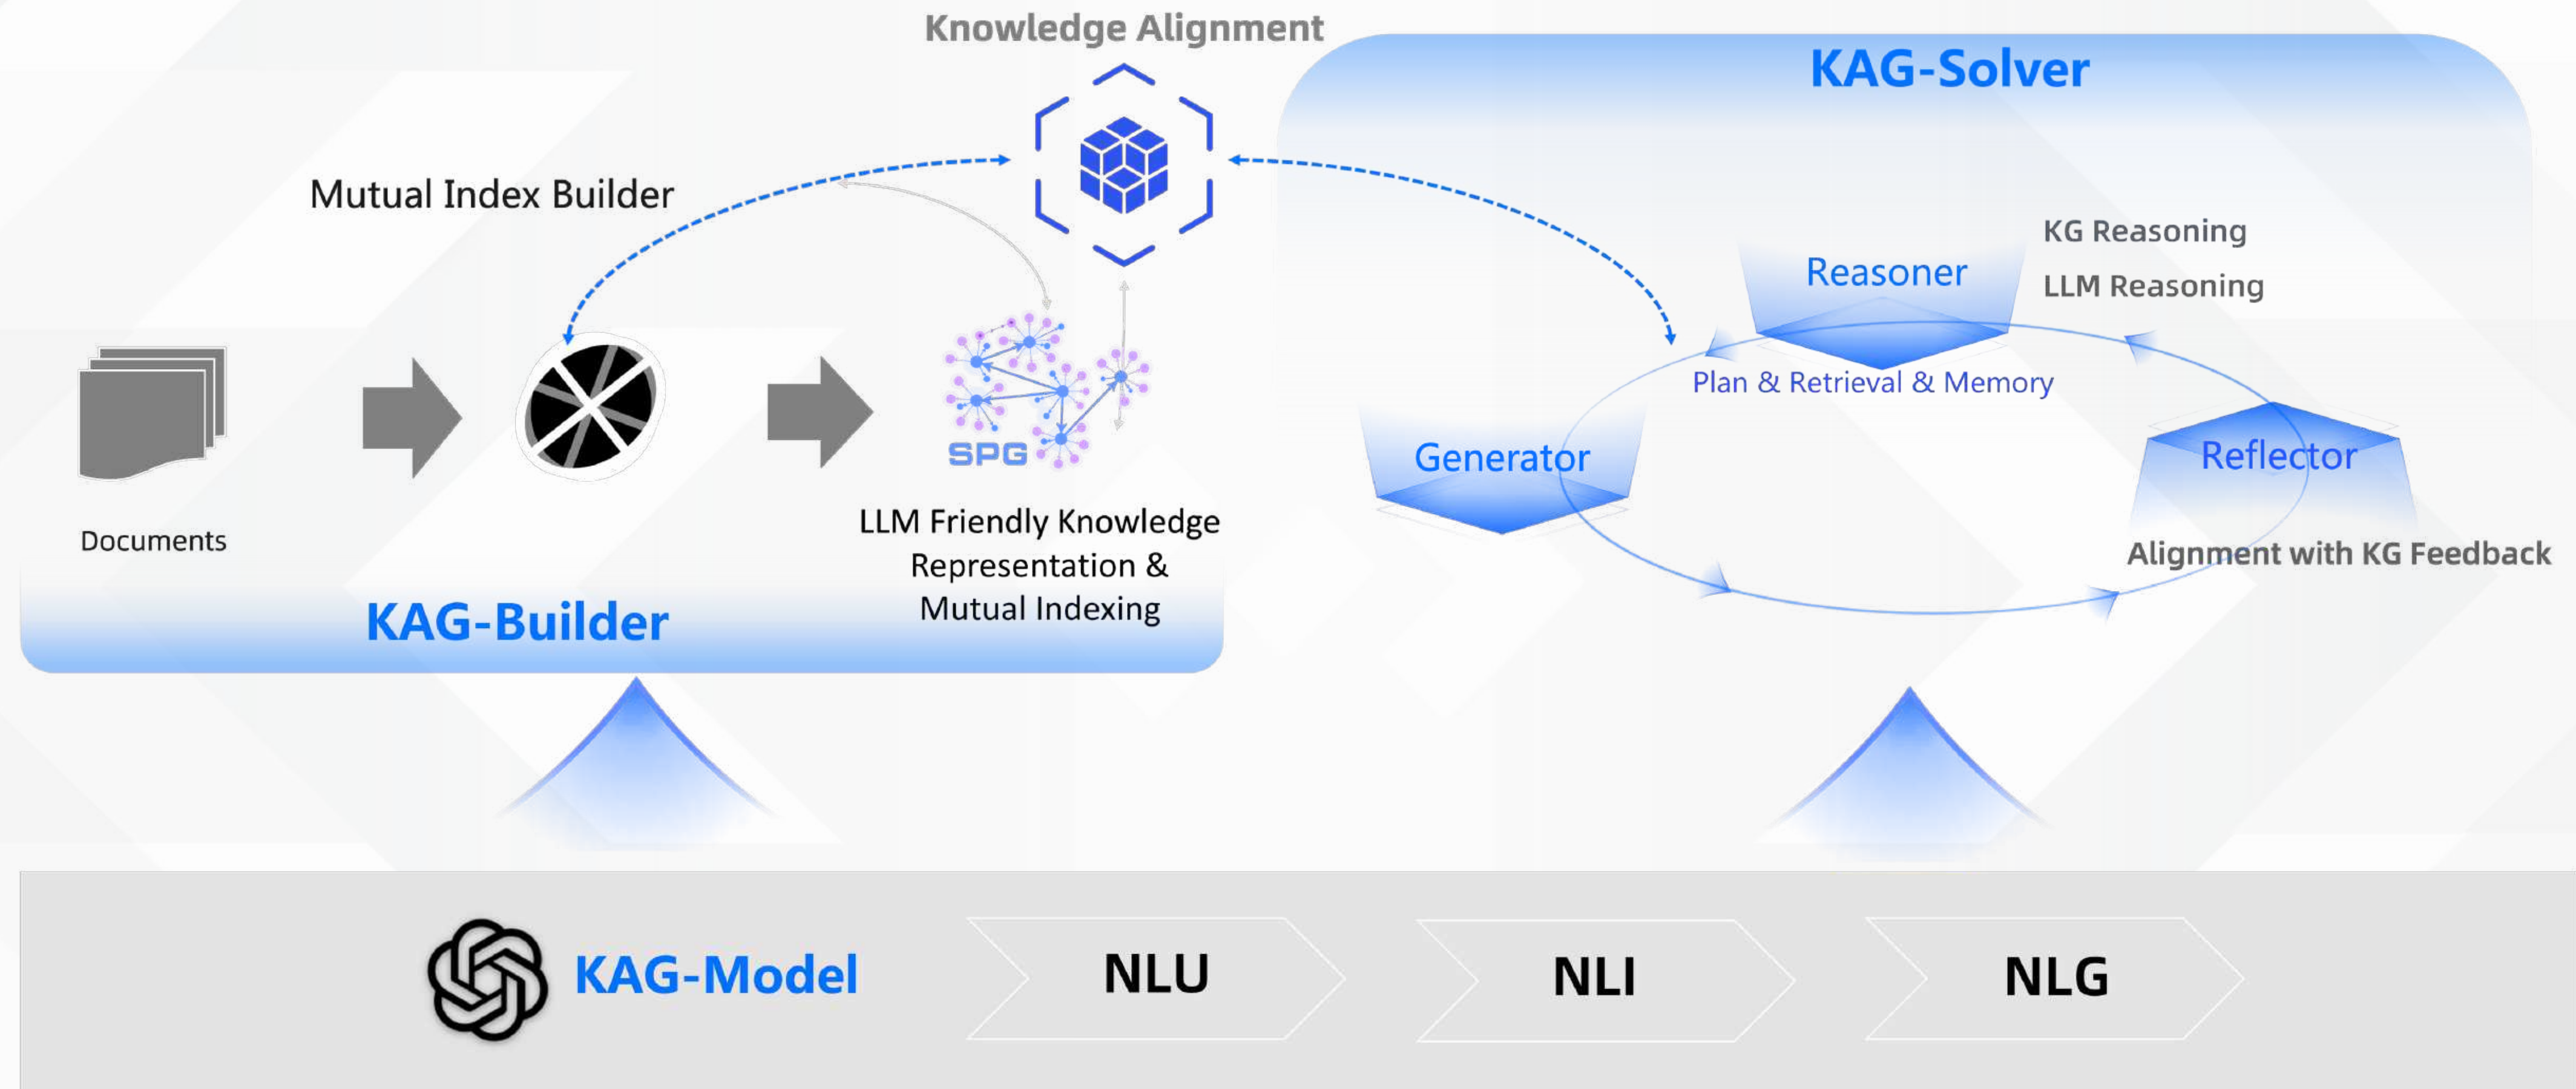 Knowledge Alignment
KAG-Solver
Mutual Index Builder
KG Reasoning
LLM Reasoning
Reasoner
Plan & Retrieval & Memory
Generator
Reflector
Alignment with KG Feedback
SPG
Documents
LLM Friendly Knowledge
Representation &
Mutual Indexing
KAG-Builder
KAG-Model
NLU
NLI
NLG